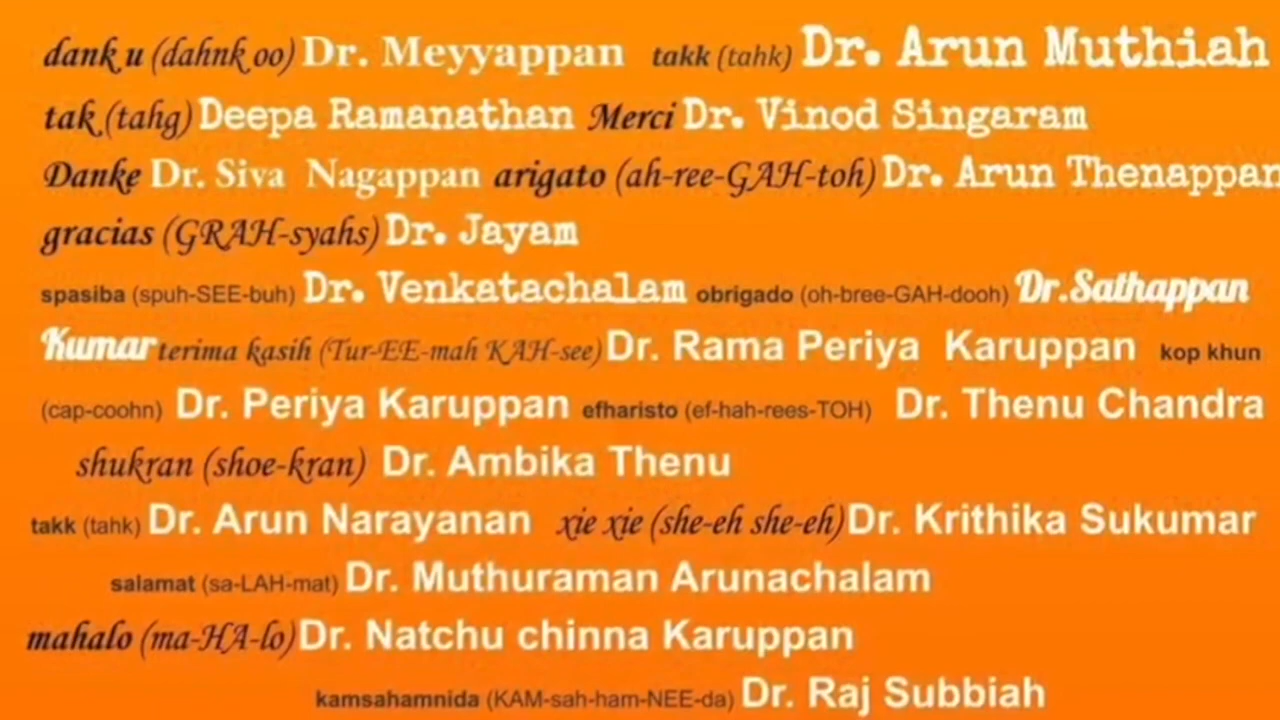 dank u (dahnk oo) Dr. Meyyappan takk (tahk) Dr. Arun Muthiah
tak (tahg) Deepa Ramanathan Merci Dr. Vinod Singaram
Danke Dr. Siva Nagappan arigato (ah-ree-GAH-toh) Dr. Arun Thenappan
gracias (GRAH-syahs) Dr. Jayam
spasiba (spuh-SEE-buh) Dr. Venkatachalam obrigado (oh-bree-GAH-dooh) Dr.Sathappan
Kumar terima kasih (Tur-EE-mah KAH-see) Dr. Rama Periya Karuppan kop khun
(cap-coohn) Dr. Periya Karuppan efharisto (ef-hah-rees-TOH) Dr. Thenu Chandra
shukran (shoe-kran) Dr. Ambika Thenu
takk (tahk) Dr. Arun Narayanan xie xie (she-eh she-eh) Dr. Krithika Sukumar
salamat (sa-LAH-mat) Dr. Muthuraman Arunachalam
mahalo (ma-HA-lo) Dr. Natchu chinna Karuppan
kamsahamnida (KAM-sah-ham-NEE-da) Dr. Raj Subbiah